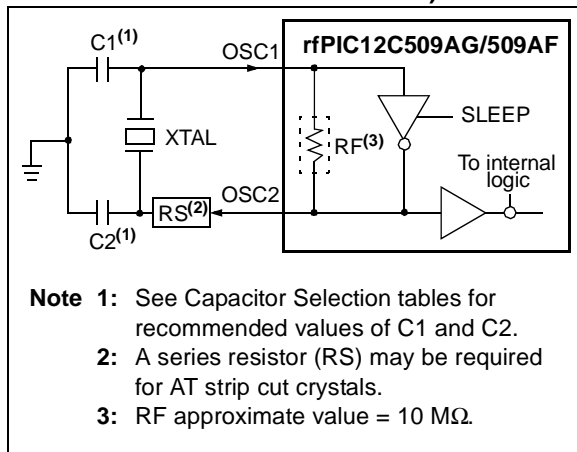 C1(1)
OSC1
rfPIC12C509AG/509AF
SLEEP
XTAL
RF(3)
To internal
logic
OSC2
RS(2)
C2(1)
Note 1: See Capacitor Selection tables for
recommended values of C1 and C2.
2: A series resistor (RS) may be required
for AT strip cut crystals.
3: RF approximate value = 10 MΩ.